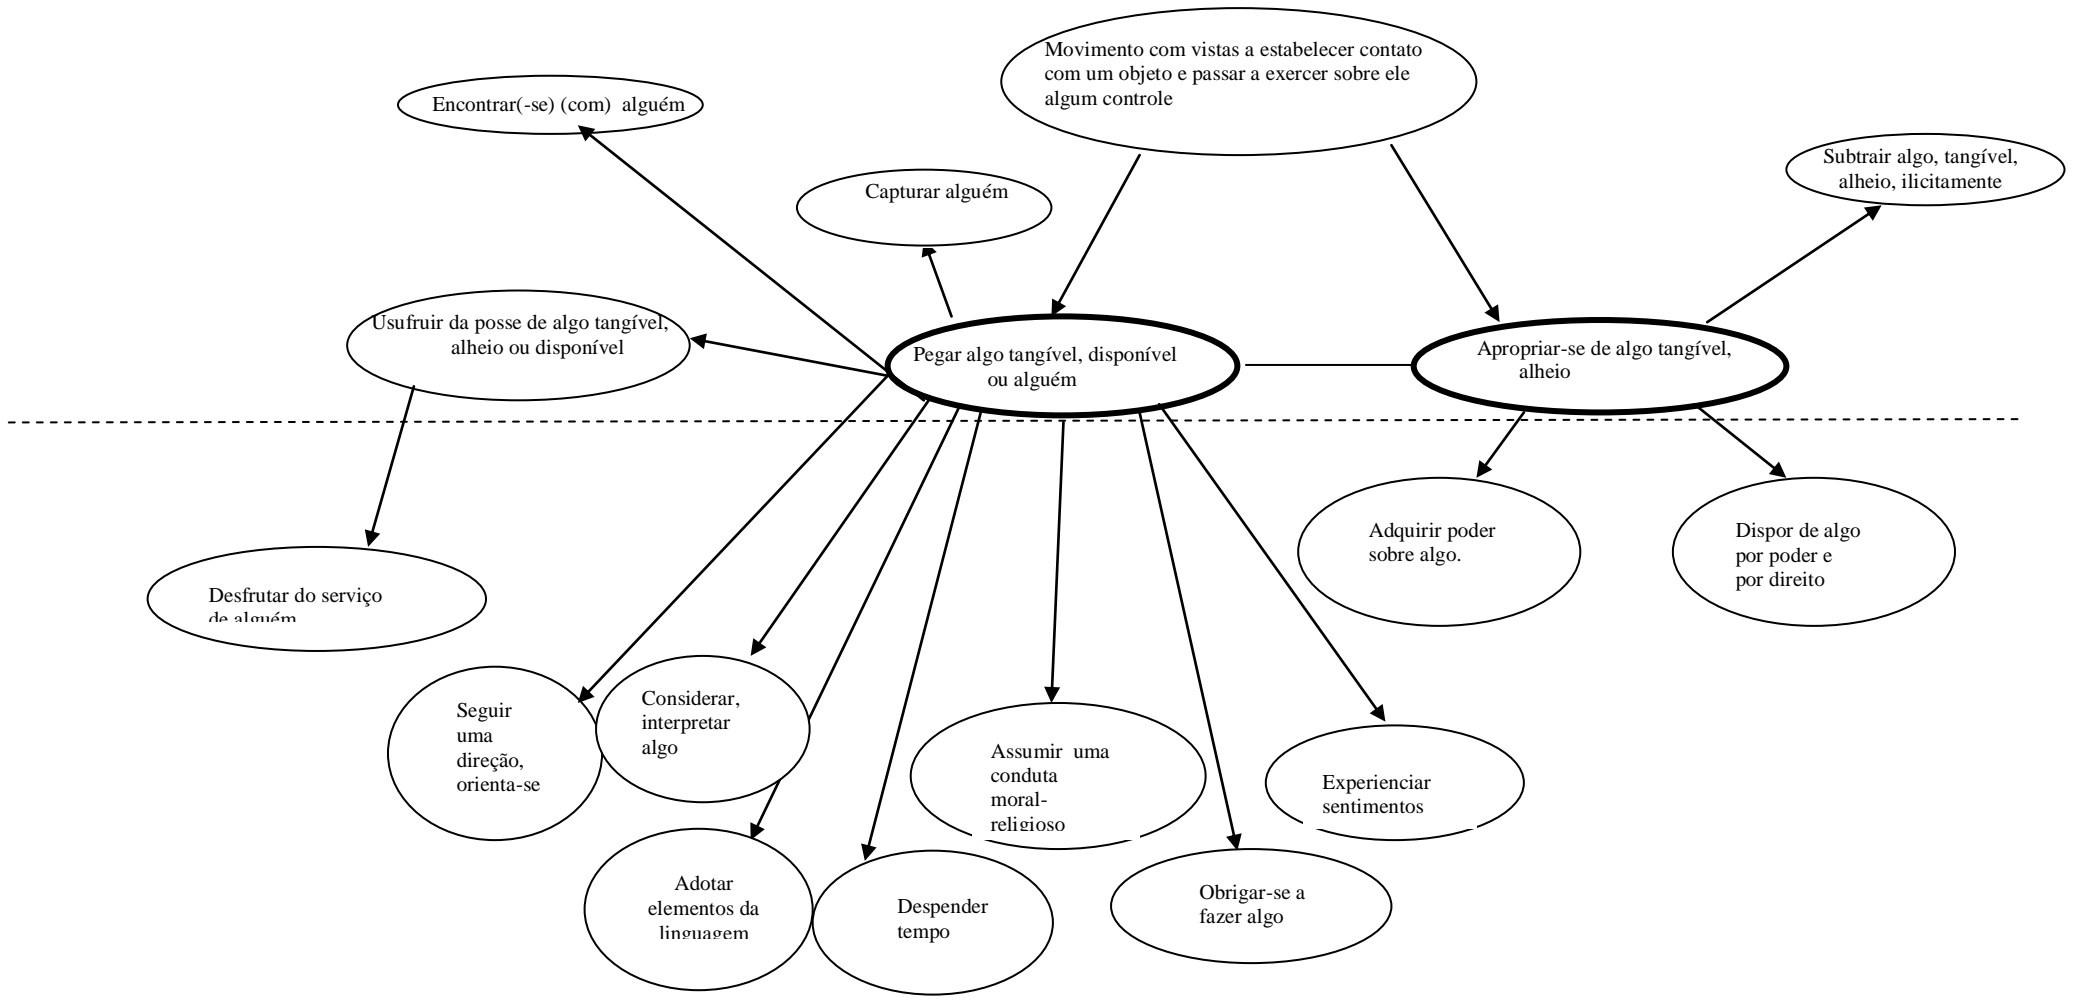 Movimento com vistas a estabelecer contato
com um objeto e passar a exercer sobre ele
algum controle
Encontrar(-se) (com)  alguém
Subtrair algo, tangível,
alheio, ilicitamente
Capturar alguém
Usufruir da posse de algo tangível,
alheio ou disponível
Pegar algo tangível, disponível
ou alguém
Apropriar-se de algo tangível,
alheio
Adquirir poder
sobre algo.
Dispor de algo
por poder e
por direito
Desfrutar do serviço
de alguém
Seguir
uma
direção,
orienta-se
Considerar,
interpretar
algo
Assumir  uma
conduta
moral-
religioso
Experienciar
sentimentos
Adotar
elementos da
linguagem
Despender
tempo
Obrigar-se a
fazer algo